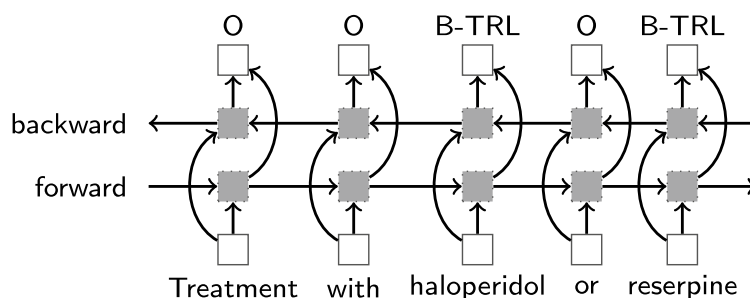 O O B-TRL O B-TRL
backward
forward
Treatment with haloperidol or reserpine